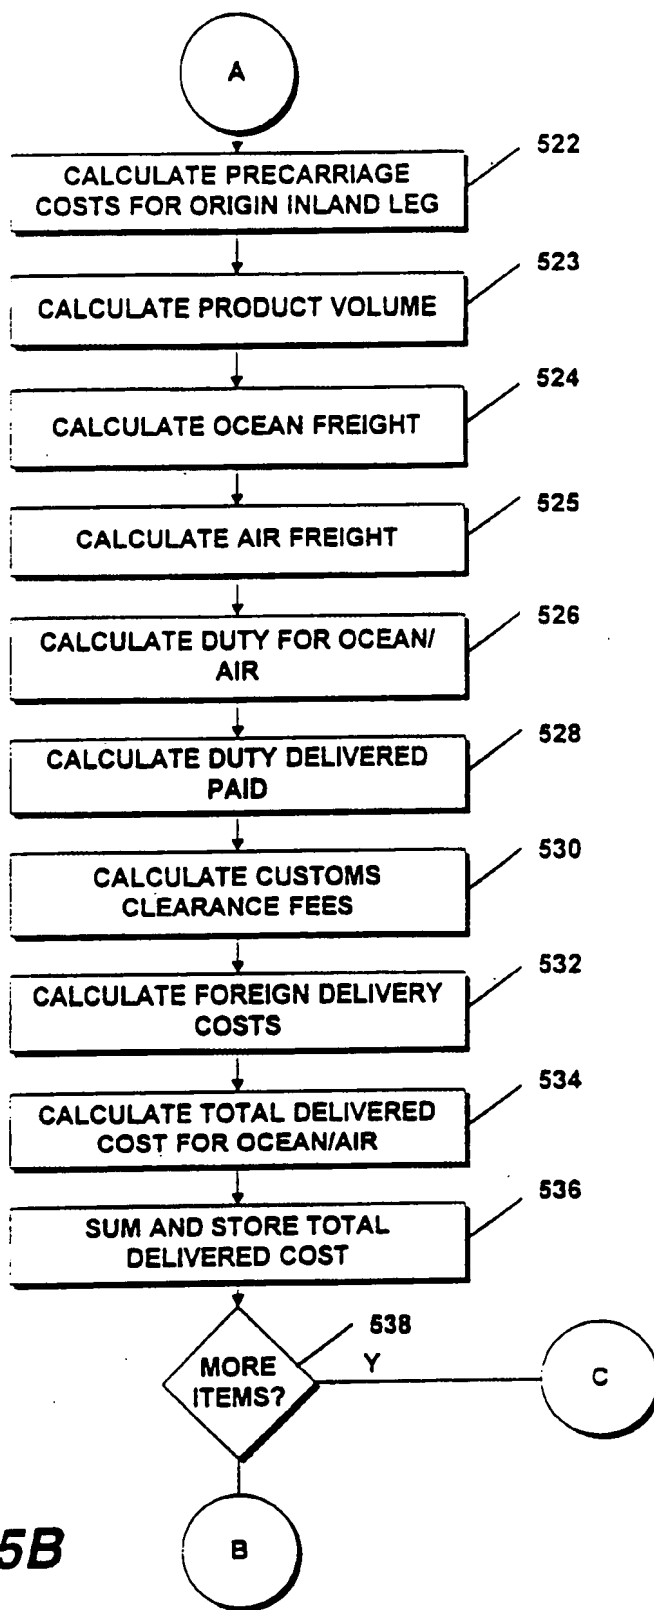 A
522
CALCULATE PRECARRIAGE
COSTS FOR ORIGIN INLAND LEG
523
CALCULATE PRODUCT VOLUME
524
CALCULATE OCEAN FREIGHT
525
CALCULATE AIR FREIGHT
526
CALCULATE DUTY FOR OCEAN/
AIR
528
CALCULATE DUTY DELIVERED
PAID
530
CALCULATE CUSTOMS
CLEARANCE FEES
532
CALCULATE FOREIGN DELIVERY
COSTS
534
CALCULATE TOTAL DELIVERED
COST FOR OCEAN/AIR
536
SUM AND STORE TOTAL
DELIVERED COST
538
MORE
ITEMS?
Y
C
B
5B